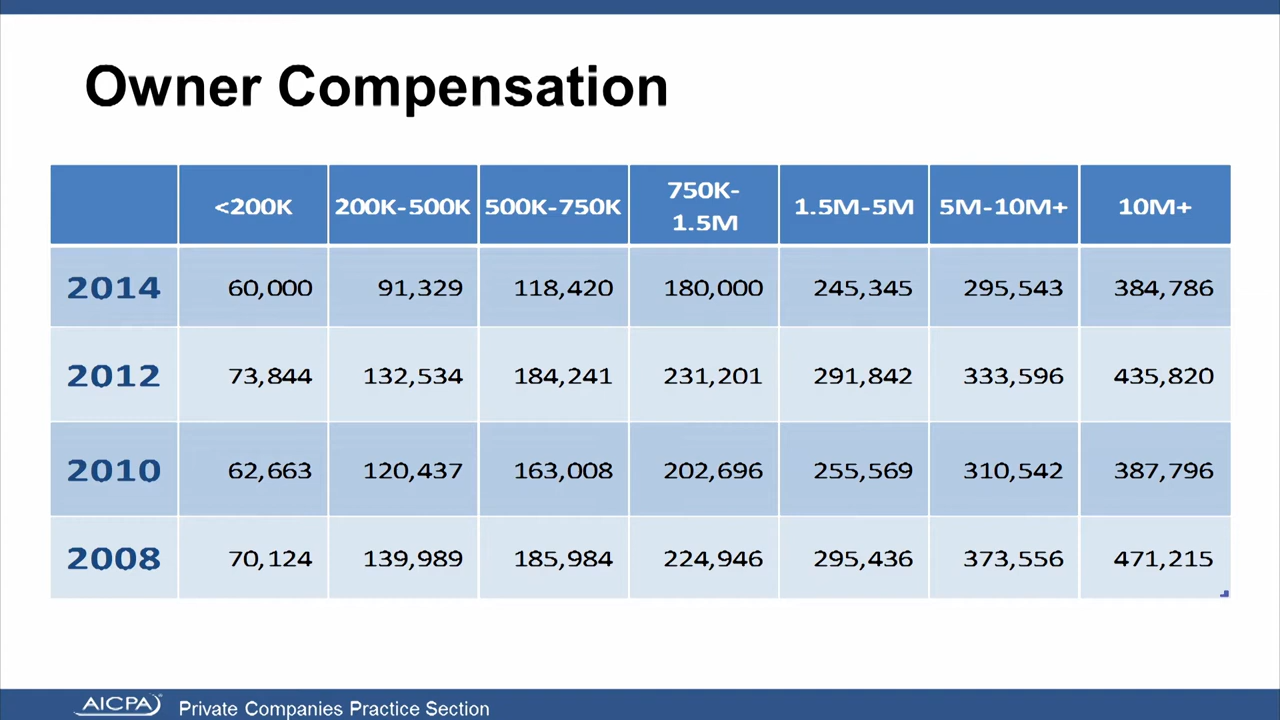 Owner Compensation
<200K 200K-500K 500K-750K 750K-1.5M 1.5M-5M 5M-10M+ 10M+
2014 60,000 91,329 118,420 180,000 245,345 295,543 384,786
2012 73,844 132,534 184,241 231,201 291,842 333,596 435,820
2010 62,663 120,437 163,008 202,696 255,569 310,542 387,796
2008 70,124 139,989 185,984 224,946 295,436 373,556 471,215
AICPA® Private Companies Practice Section